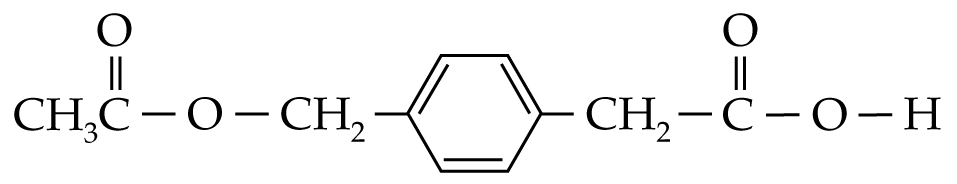 O O
CH₃C — O — CH₂ CH₂ — C — O — H